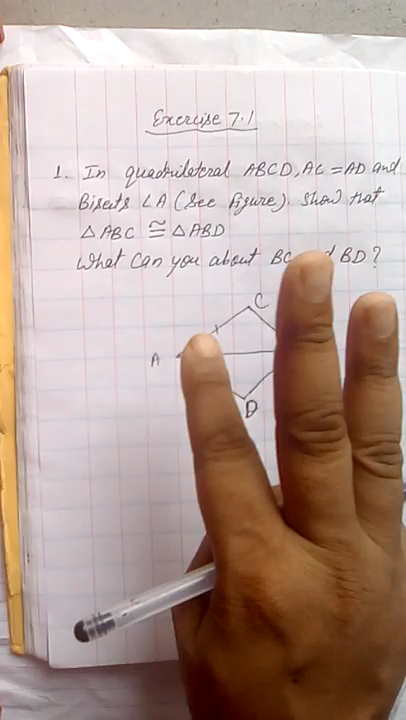 Exercise 7.1
1. In quadrilateral ABCD, AC = AD and
Bisects ∠A (See figure). Show that
△ABC ≅ △ABD
What Can you about BC BD?
C
A
D